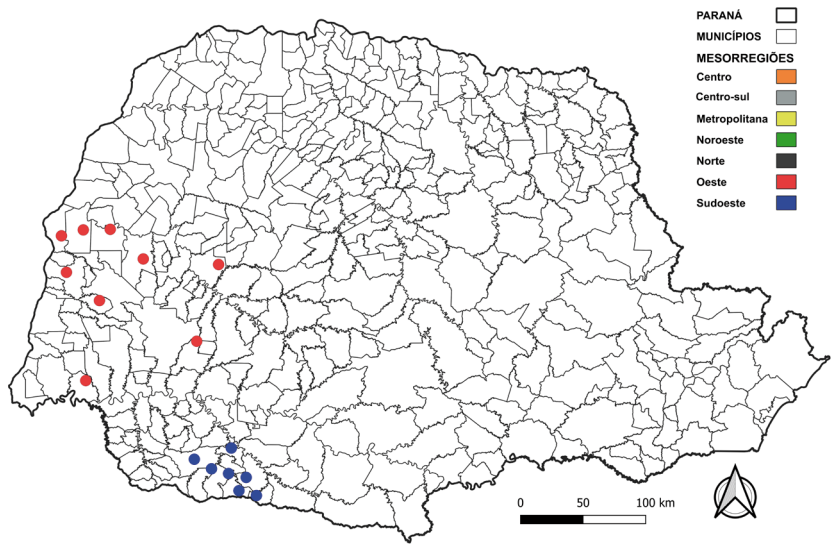 PARANÁ
MUNICÍPIOS
MESORREGIÕES
Centro
Centro-sul
Metropolitana
Noroeste
Norte
Oeste
Sudoeste
0 50 100 km